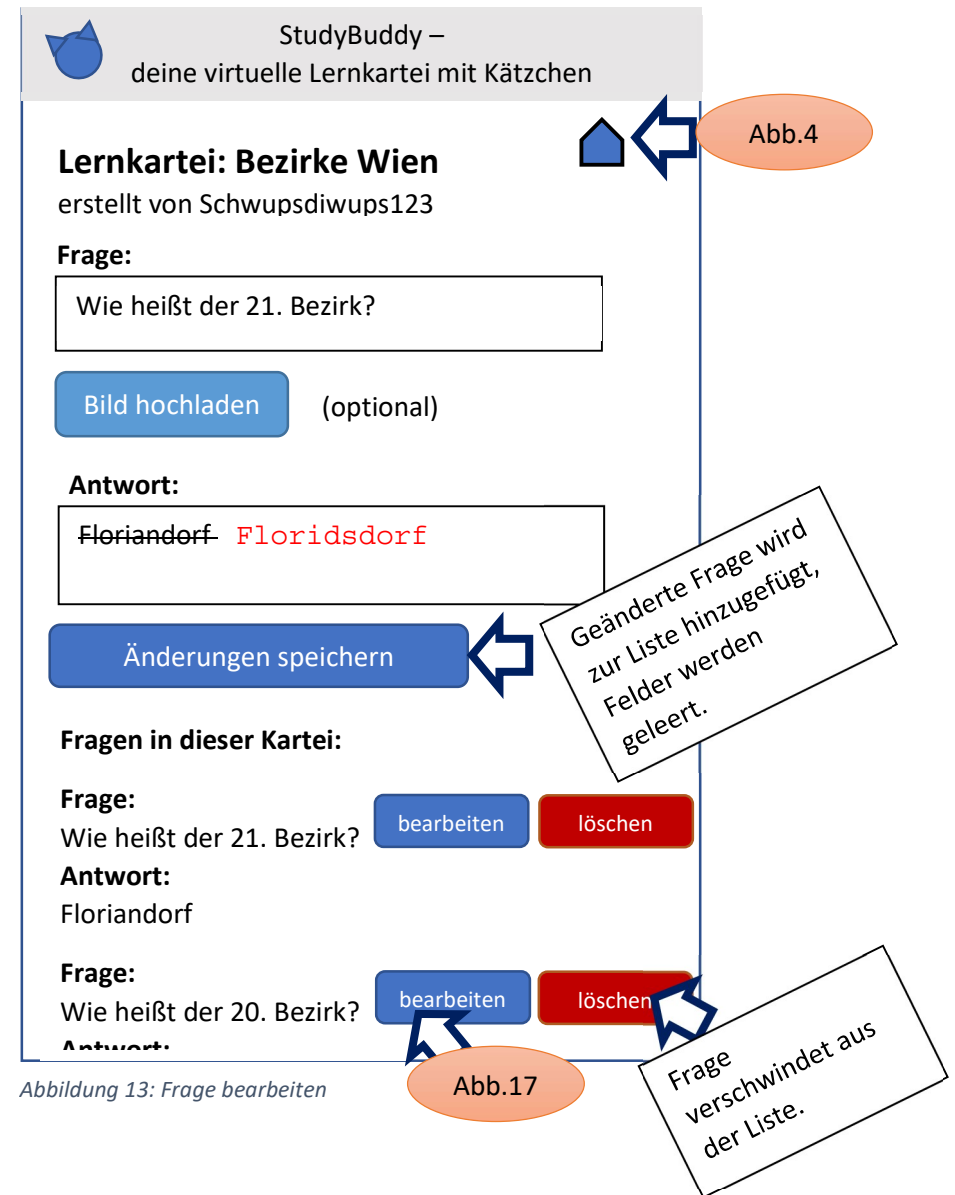 StudyBuddy –
deine virtuelle Lernkartei mit Kätzchen
Abb.4
Lernkartei: Bezirke Wien
erstellt von Schwupsdiwups123
Frage:
Wie heißt der 21. Bezirk?
Bild hochladen (optional)
Antwort:
Floriandorf Floridsdorf
Geänderte Frage wird
zur Liste hinzugefügt,
Felder werden
geleert.
Änderungen speichern
Fragen in dieser Kartei:
Frage:
Wie heißt der 21. Bezirk?
bearbeiten löschen
Antwort:
Floriandorf
Frage:
Wie heißt der 20. Bezirk?
bearbeiten löschen
Antwort:
Abb.17
Frage
verschwindet aus
der Liste.
Abbildung 13: Frage bearbeiten